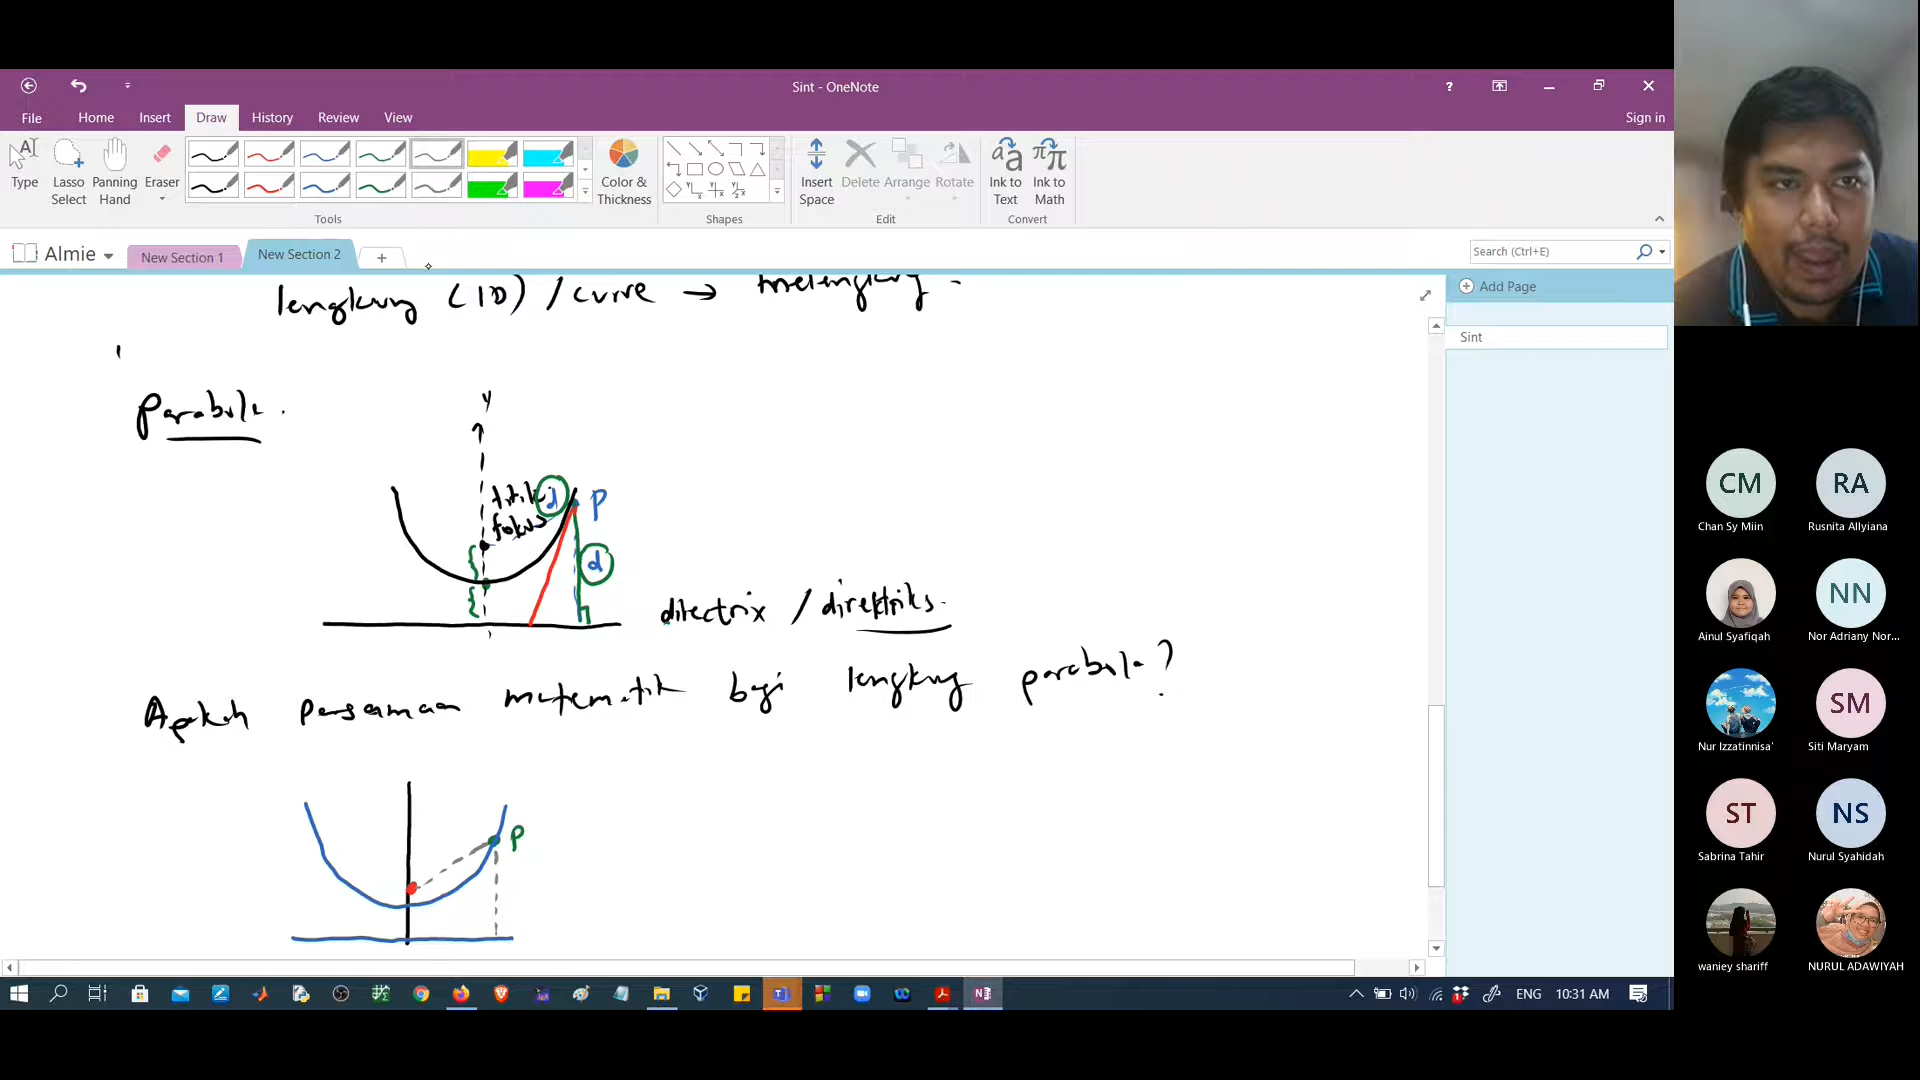 Sint - OneNote
?
File
Home
Insert
Draw
History
Review
View
Sign in
Type
Lasso Select
Panning Hand
Eraser
Color & Thickness
Insert Space
Delete
Arrange
Rotate
Ink to Text
Ink to Math
Tools
Shapes
Edit
Convert
Almie
New Section 1
New Section 2
+
Search (Ctrl+E)
Add Page
Sint
lengkung (1D) / curve → melengkung -
Parabola.
y
titik
fokus
d
P
d
directrix / direktriks.
Apakah persamaan matematik bagi lengkung parabola?
P
CM
Chan Sy Miin
RA
Rusnita Allyiana
Ainul Syafiqah
NN
Nor Adriany Nor...
Nur Izzatinnisa'
SM
Siti Maryam
ST
Sabrina Tahir
NS
Nurul Syahidah
waniey shariff
NURUL ADAWIYAH
ENG
10:31 AM